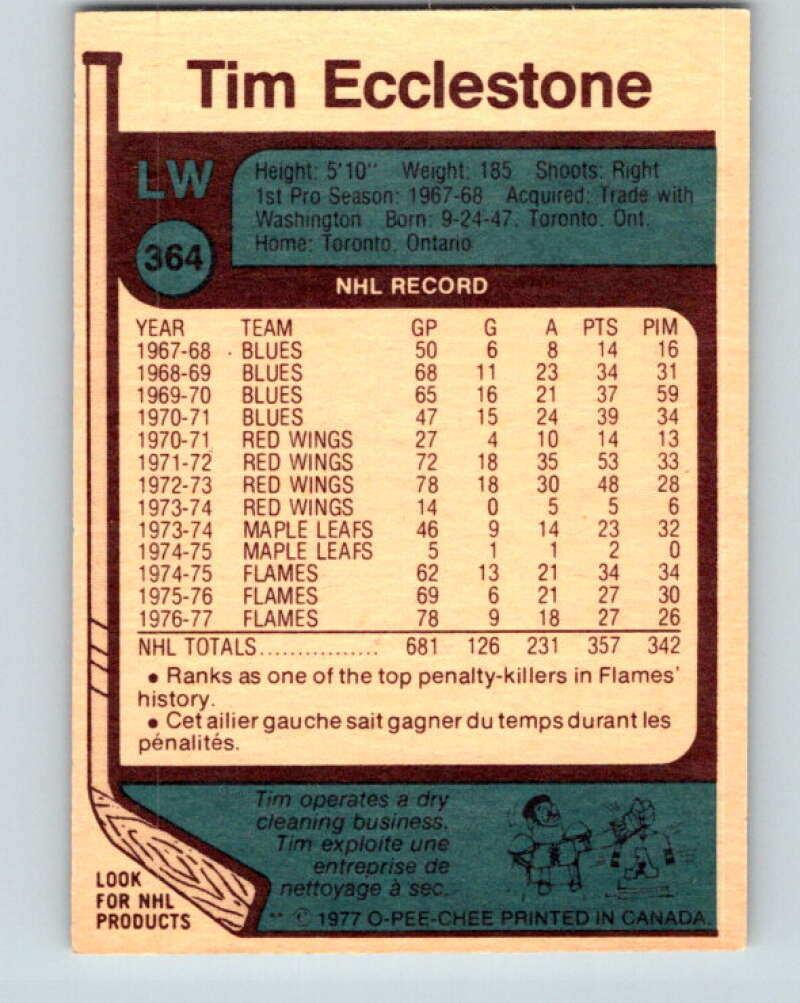 Tim Ecclestone
LW
364
Height: 5'10" Weight: 185 Shoots: Right
1st Pro Season: 1967-68 Acquired: Trade with
Washington Born: 9-24-47, Toronto, Ont.
Home: Toronto, Ontario
NHL RECORD
YEAR TEAM GP G A PTS PIM
1967-68 BLUES 50 6 8 14 16
1968-69 BLUES 68 11 23 34 31
1969-70 BLUES 65 16 21 37 59
1970-71 BLUES 47 15 24 39 34
1970-71 RED WINGS 27 4 10 14 13
1971-72 RED WINGS 72 18 35 53 33
1972-73 RED WINGS 78 18 30 48 28
1973-74 RED WINGS 14 0 5 5 6
1973-74 MAPLE LEAFS 46 9 14 23 32
1974-75 MAPLE LEAFS 5 1 1 2 0
1974-75 FLAMES 62 13 21 34 34
1975-76 FLAMES 69 6 21 27 30
1976-77 FLAMES 78 9 18 27 26
NHL TOTALS................ 681 126 231 357 342
• Ranks as one of the top penalty-killers in Flames'
history.
• Cet ailier gauche sait gagner du temps durant les
pénalités.
Tim operates a dry
cleaning business.
Tim exploite une
entreprise de
nettoyage à sec.
LOOK
FOR NHL
PRODUCTS
** © 1977 O-PEE-CHEE PRINTED IN CANADA.